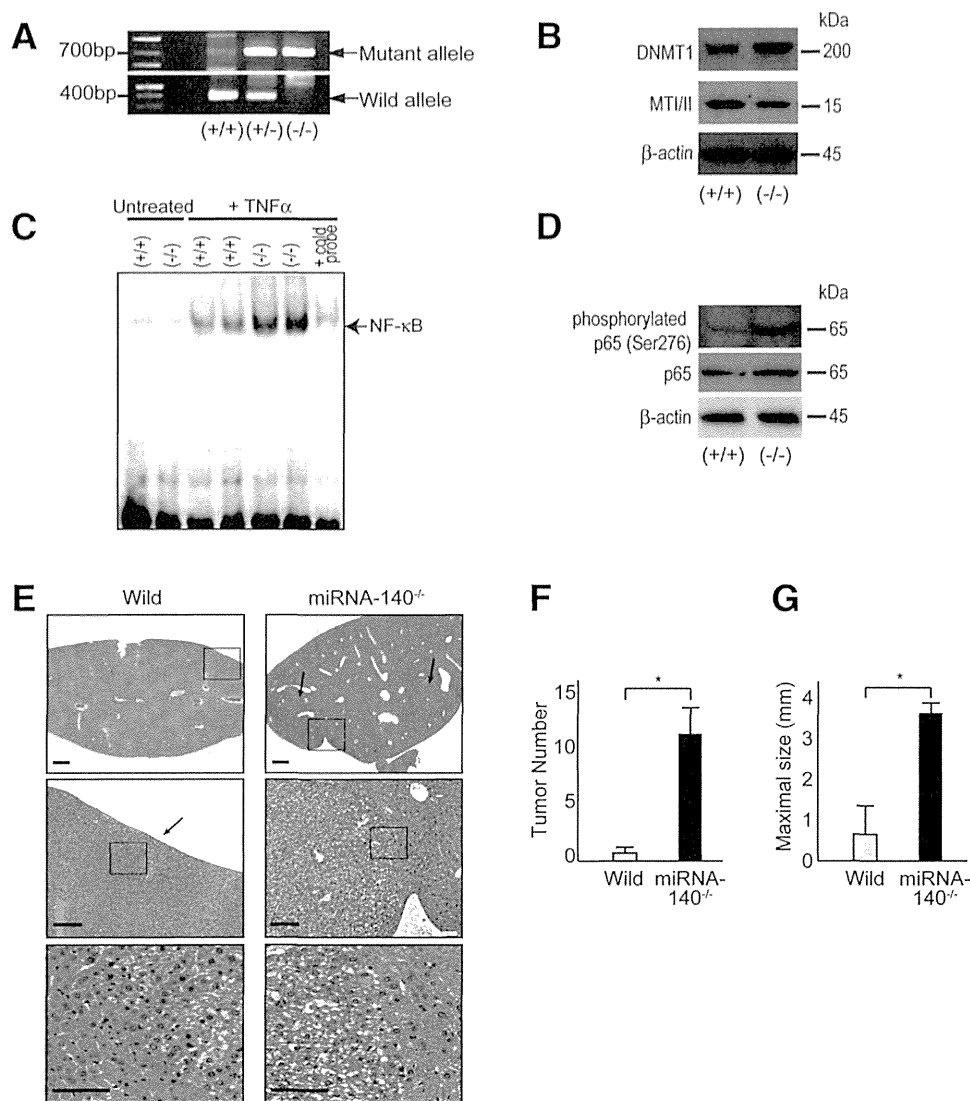 A
700bp
Mutant allele
400bp
Wild allele
(+/+) (+/-) (-/-)
B
kDa
DNMT1
200
MTI/II
15
β-actin
45
(+/+) (-/-)
C
Untreated
+ TNFα
(+/+)
(-/-)
(+/+)
(+/+)
(-/-)
(-/-)
+ cold
probe
NF-κB
D
kDa
phosphorylated
p65 (Ser276)
65
p65
65
β-actin
45
(+/+) (-/-)
E
Wild
miRNA-140-/-
F
Tumor Number
15
10
5
0
*
Wild
miRNA-
140-/-
G
Maximal size (mm)
4
3
2
1
0
*
Wild
miRNA-
140-/-